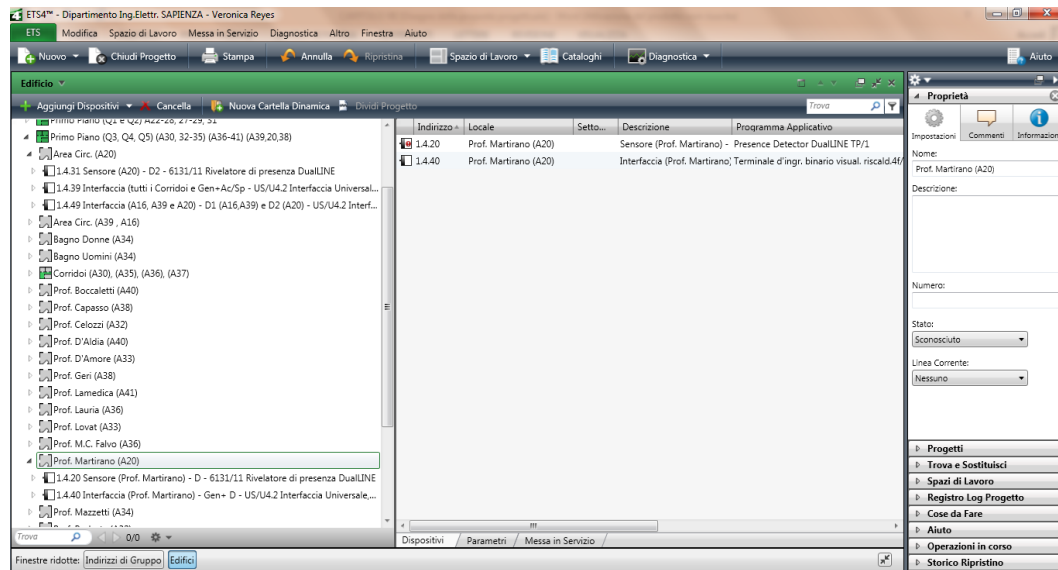 ETS4™ - Dipartimento Ing.Elettr. SAPIENZA - Veronica Reyes
ETS Modifica Spazio di Lavoro Messa in Servizio Diagnostica Altro Finestra Aiuto
Nuovo Chiudi Progetto Stampa Annulla Ripristina Spazio di Lavoro Cataloghi Diagnostica Aiuto
Edificio
Aggiungi Dispositivi Cancella Nuova Cartella Dinamica Dividi Progetto Trova
Primo Piano (Q1 e Q2) A22-28, 27-29, 31
Primo Piano (Q3, Q4, Q5) (A30, 32-35) (A36-41) (A39,20,38)
Area Circ. (A20)
1.4.31 Sensore (A20) - D2 - 6131/11 Rivelatore di presenza DualLINE
1.4.39 Interfaccia (tutti i Corridoi e Gen+Ac/Sp - US/U4.2 Interfaccia Universal...
1.4.49 Interfaccia (A16, A39 e A20) - D1 (A16,A39) e D2 (A20) - US/U4.2 Interf...
Area Circ. (A39 , A16)
Bagno Donne (A34)
Bagno Uomini (A34)
Corridoi (A30), (A35), (A36), (A37)
Prof. Boccaletti (A40)
Prof. Capasso (A38)
Prof. Celozzi (A32)
Prof. D'Aldia (A40)
Prof. D'Amore (A33)
Prof. Geri (A38)
Prof. Lamedica (A41)
Prof. Lauria (A36)
Prof. Lovat (A33)
Prof. M.C. Falvo (A36)
Prof. Martirano (A20)
1.4.20 Sensore (Prof. Martirano) - D - 6131/11 Rivelatore di presenza DualLINE
1.4.40 Interfaccia (Prof. Martirano) - Gen+ D - US/U4.2 Interfaccia Universale,...
Prof. Mazzetti (A34)
Trova 0/0
Indirizzo Locale Setto... Descrizione Programma Applicativo
1.4.20 Prof. Martirano (A20) Sensore (Prof. Martirano) - Presence Detector DualLINE TP/1
1.4.40 Prof. Martirano (A20) Interfaccia (Prof. Martirano) Terminale d'ingr. binario visual. riscald.4f/
Dispositivi Parametri Messa in Servizio
Proprietà
Impostazioni Commenti Informazion
Nome:
Prof. Martirano (A20)
Descrizione:
Numero:
Stato:
Sconosciuto
Linea Corrente:
Nessuno
Progetti
Trova e Sostituisci
Spazi di Lavoro
Registro Log Progetto
Cose da Fare
Aiuto
Operazioni in corso
Storico Ripristino
Finestre ridotte: Indirizzi di Gruppo Edifici